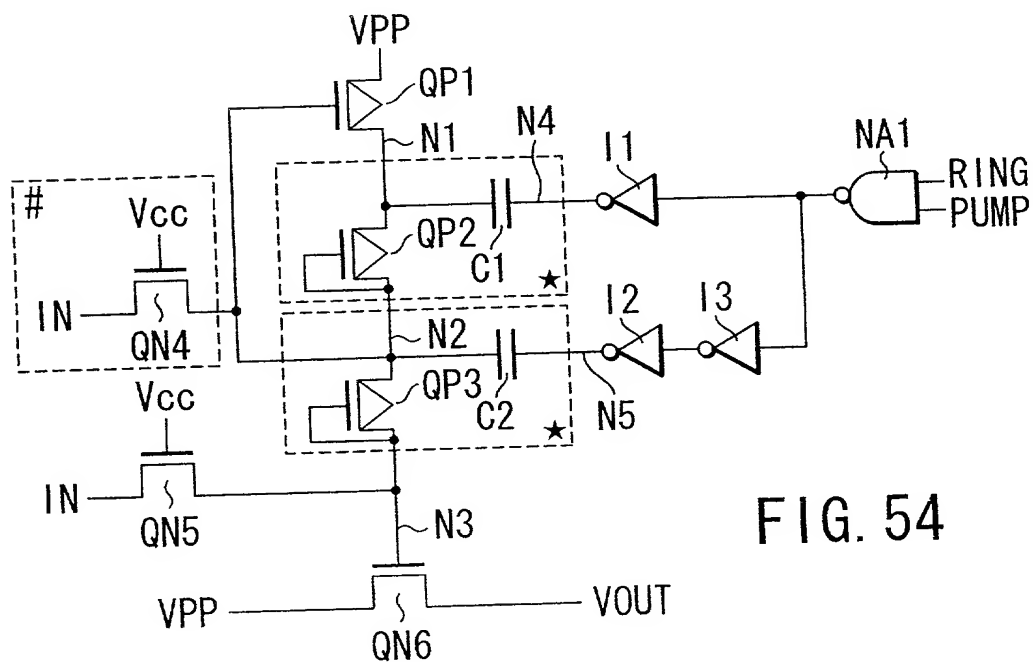 VPP
QP1
N1
N4
I1
NA1
RING
PUMP
#
Vcc
IN
QN4
QP2
C1
★
N2
I2
I3
QP3
C2
N5
★
Vcc
IN
QN5
N3
VPP
VOUT
QN6
FIG. 54